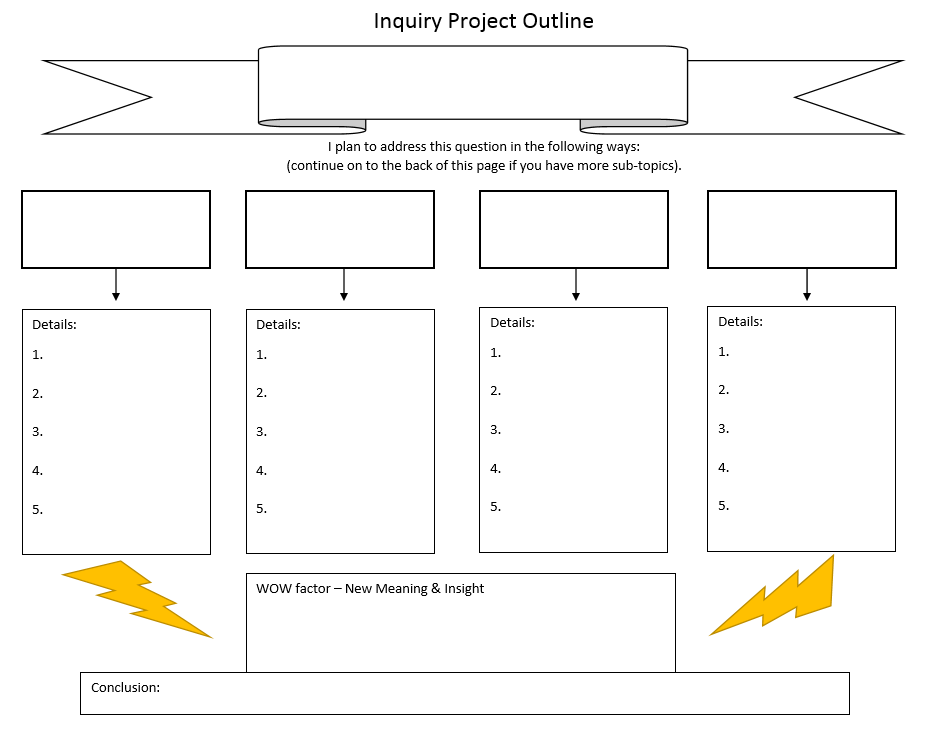 Inquiry Project Outline
I plan to address this question in the following ways:
(continue on to the back of this page if you have more sub-topics).
Details:
1.
2.
3.
4.
5.
Details:
1.
2.
3.
4.
5.
Details:
1.
2.
3.
4.
5.
Details:
1.
2.
3.
4.
5.
WOW factor – New Meaning & Insight
Conclusion: